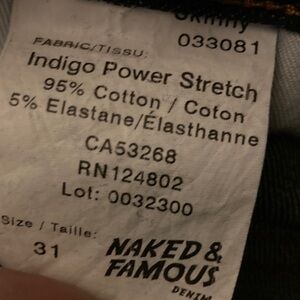 Skinny
033081
FABRIC/TISSU:
Indigo Power Stretch
95% Cotton / Coton
5% Elastane/Élasthanne
CA53268
RN124802
Lot: 0032300
Size / Taille:
31
NAKED &
FAMOUS
DENIM